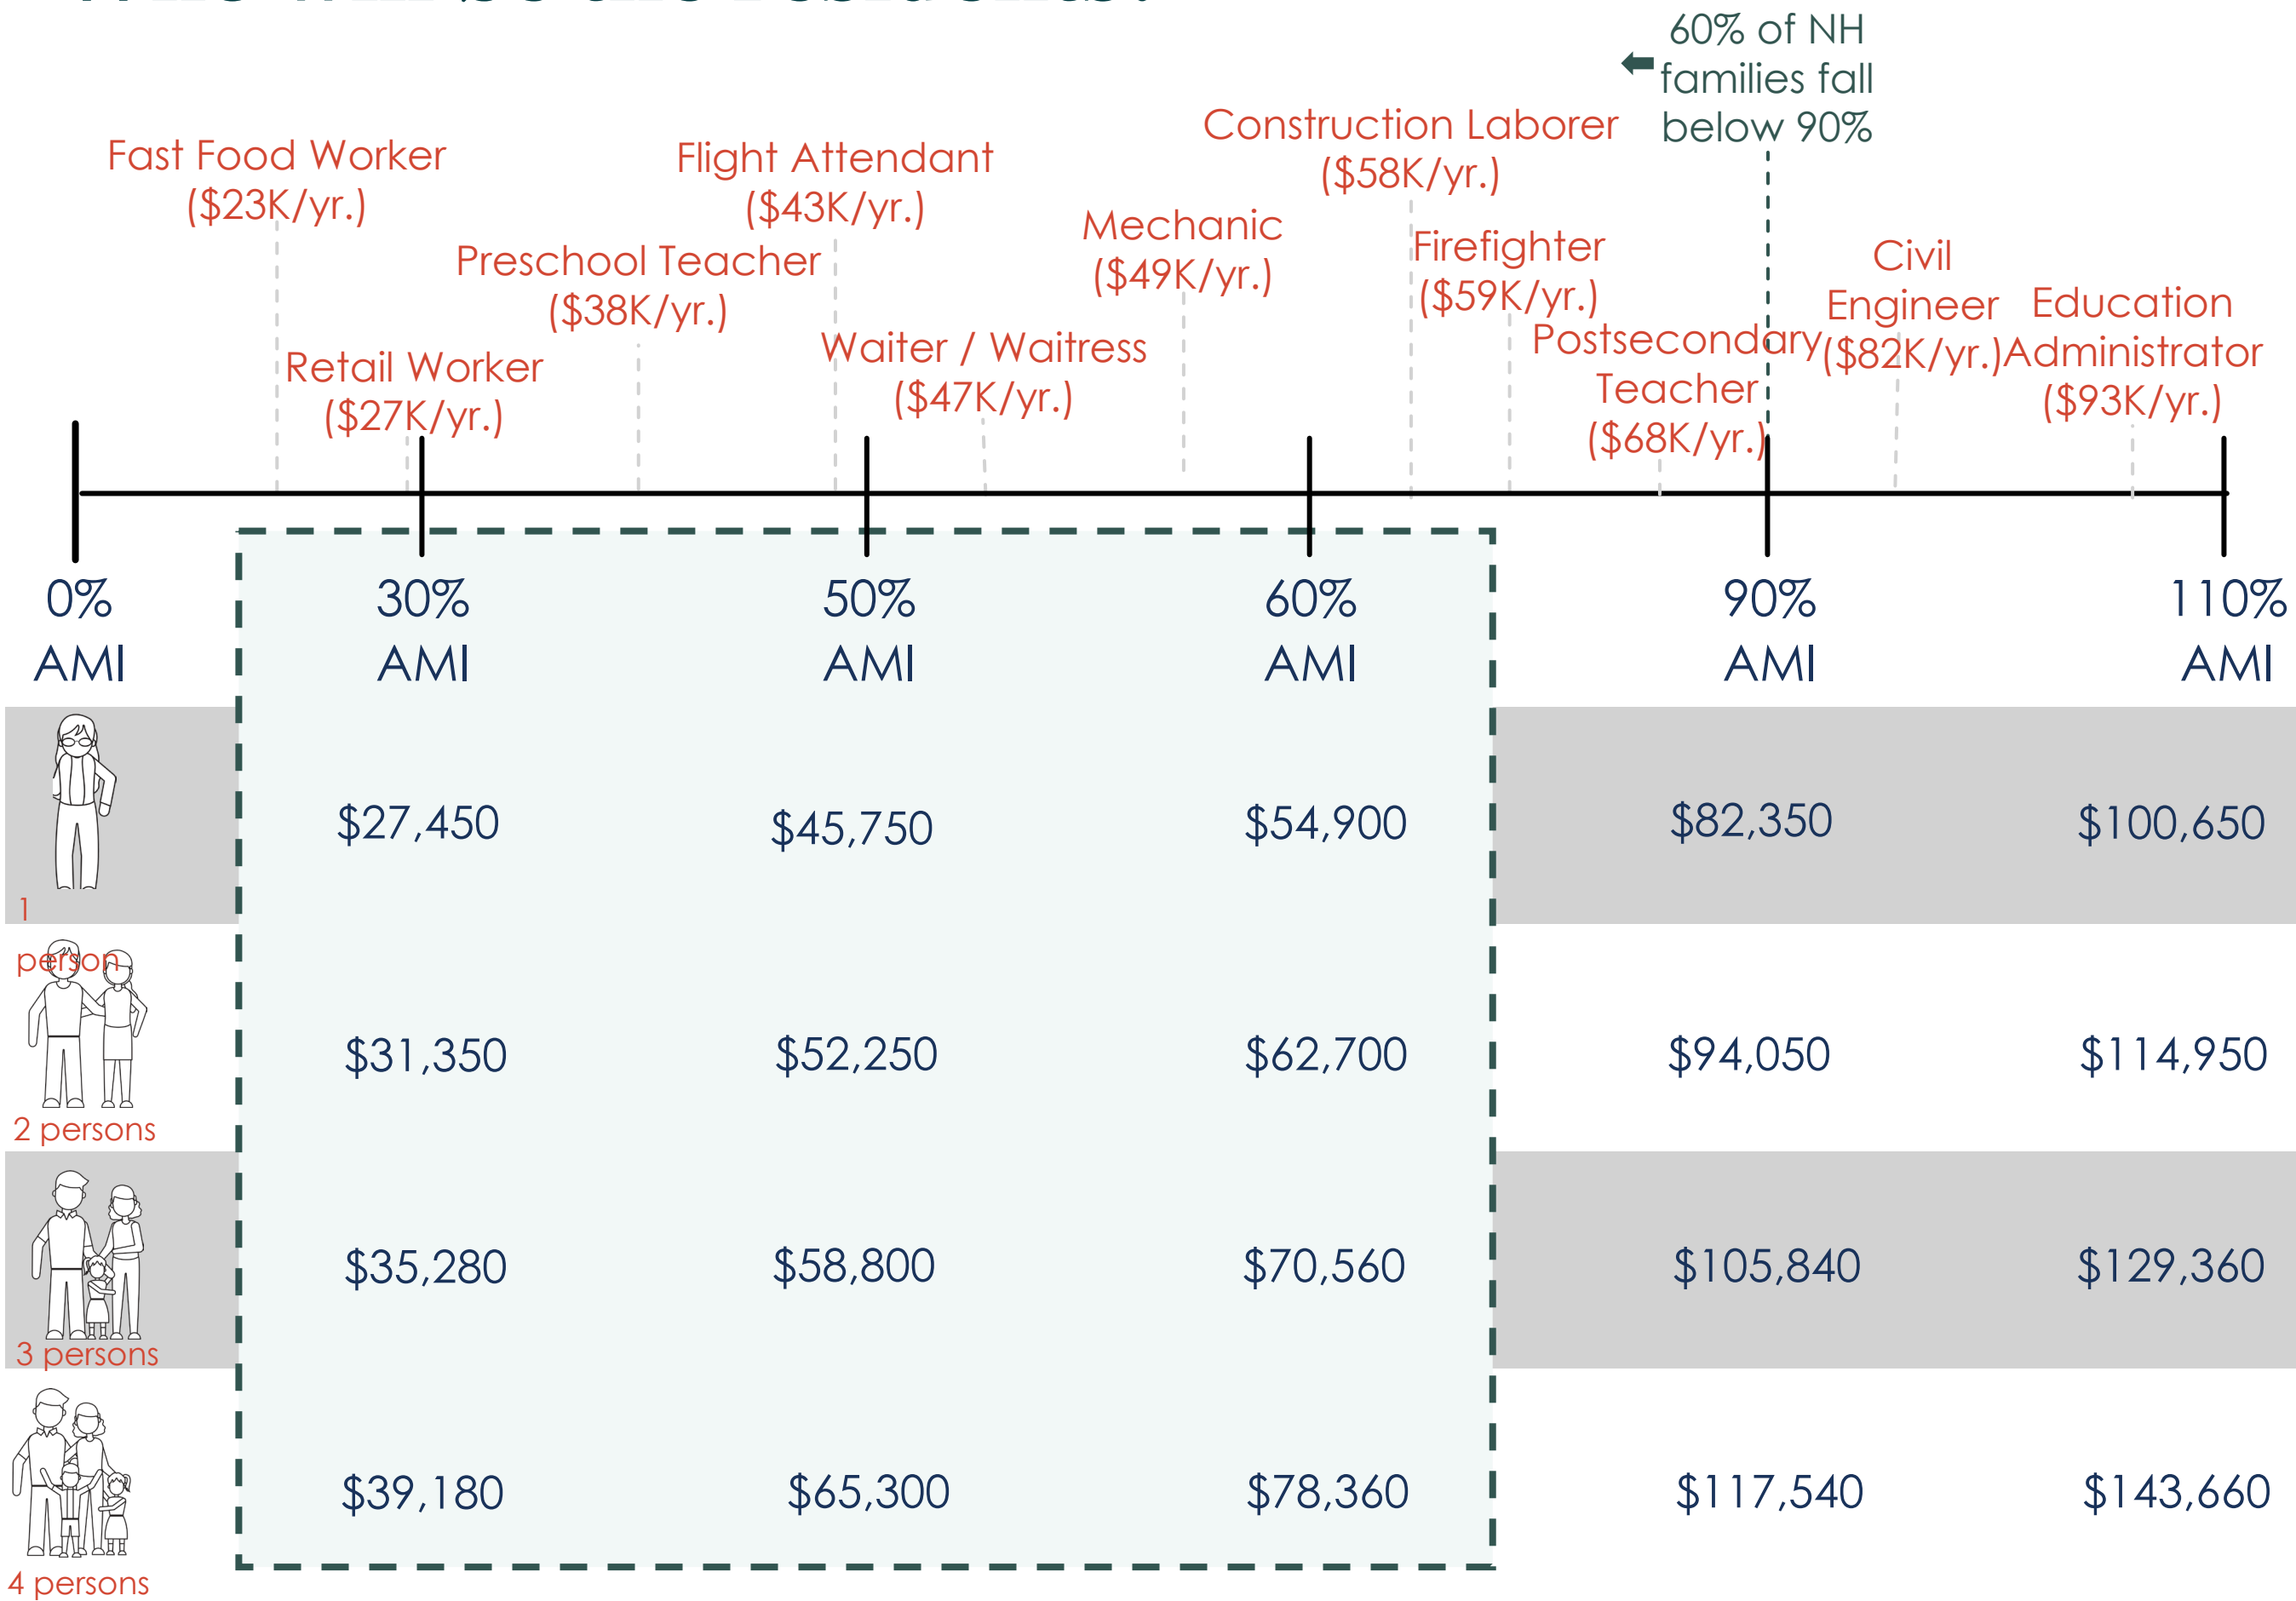 60% of NH
families fall
below 90%
Construction Laborer
($58K/yr.)
Fast Food Worker
($23K/yr.)
Flight Attendant
($43K/yr.)
Mechanic
($49K/yr.)
Firefighter
($59K/yr.)
Preschool Teacher
($38K/yr.)
Civil
Engineer
($82K/yr.)
Education
Administrator
($93K/yr.)
Retail Worker
($27K/yr.)
Waiter / Waitress
($47K/yr.)
Postsecondary
Teacher
($68K/yr.)
0%
AMI
30%
AMI
50%
AMI
60%
AMI
90%
AMI
110%
AMI
1
person
$27,450
$45,750
$54,900
$82,350
$100,650
2 persons
$31,350
$52,250
$62,700
$94,050
$114,950
3 persons
$35,280
$58,800
$70,560
$105,840
$129,360
4 persons
$39,180
$65,300
$78,360
$117,540
$143,660